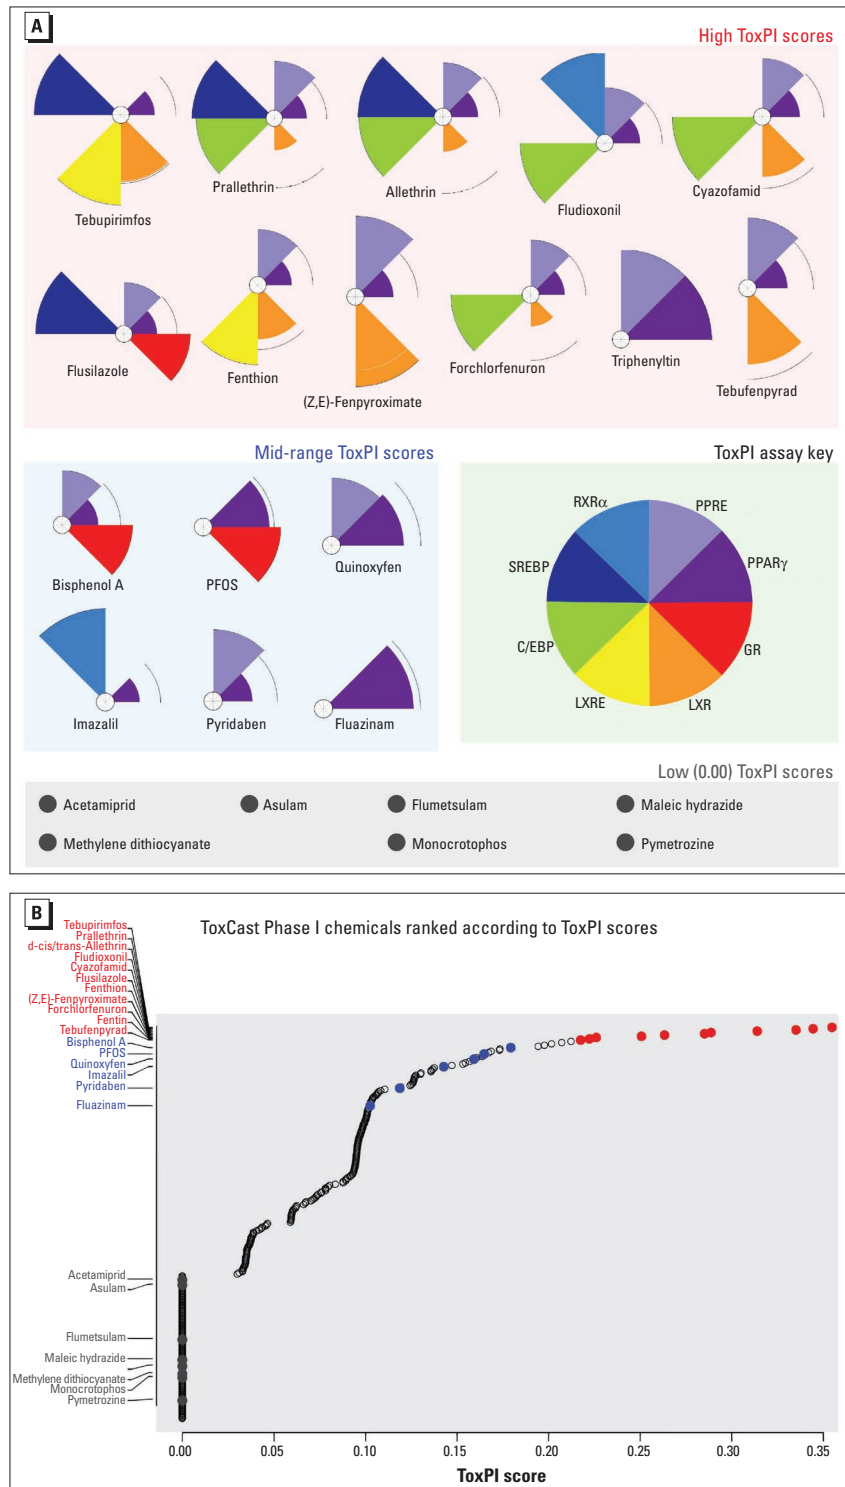 A
High ToxPI scores
Tebupirimfos
Prallethrin
Allethrin
Fludioxonil
Cyazofamid
Flusilazole
Fenthion
(Z,E)-Fenpyroximate
Forchlorfenuron
Triphenyltin
Tebufenpyrad
Mid-range ToxPI scores
Bisphenol A
PFOS
Quinoxyfen
Imazalil
Pyridaben
Fluazinam
ToxPI assay key
RXRα
PPRE
SREBP
PPARγ
C/EBP
GR
LXRE
LXR
Low (0.00) ToxPI scores
Acetamiprid
Asulam
Flumetsulam
Maleic hydrazide
Methylene dithiocyanate
Monocrotophos
Pymetrozine
B
ToxCast Phase I chemicals ranked according to ToxPI scores
Tebupirimfos
Prallethrin
d-cis/trans-Allethrin
Fludioxonil
Cyazofamid
Flusilazole
Fenthion
(Z,E)-Fenpyroximate
Forchlorfenuron
Fentin
Tebufenpyrad
Bisphenol A
PFOS
Quinoxyfen
Imazalil
Pyridaben
Fluazinam
Acetamiprid
Asulam
Flumetsulam
Maleic hydrazide
Methylene dithiocyanate
Monocrotophos
Pymetrozine
0.00 0.05 0.10 0.15 0.20 0.25 0.30 0.35
ToxPI score